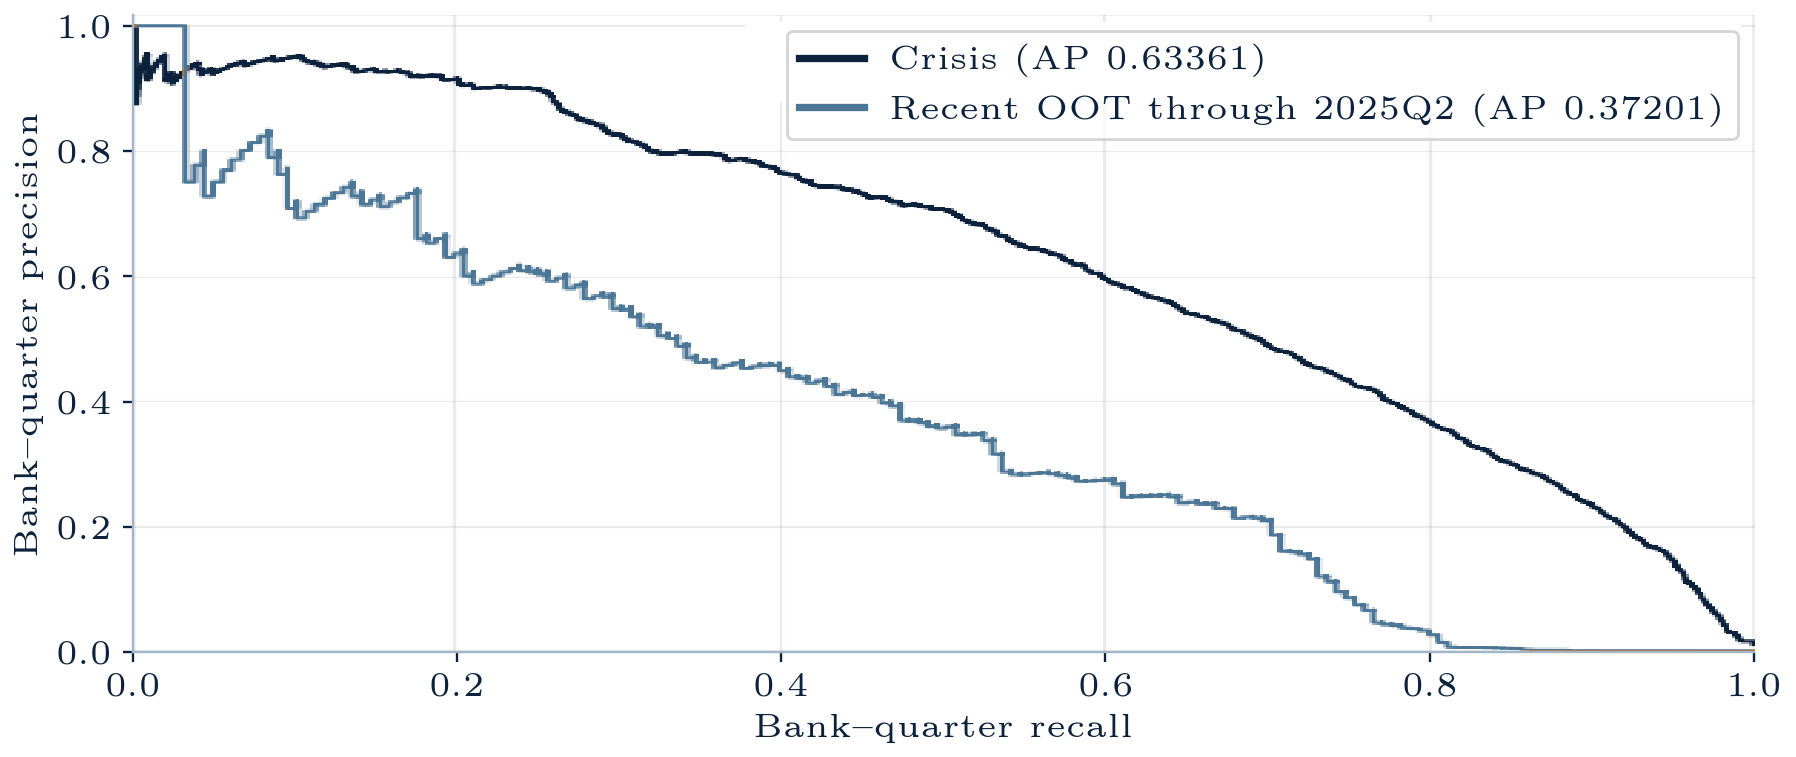 Crisis (AP 0.63361)
Recent OOT through 2025Q2 (AP 0.37201)
Bank–quarter precision
1.0
0.8
0.6
0.4
0.2
0.0
0.0 0.2 0.4 0.6 0.8 1.0
Bank–quarter recall